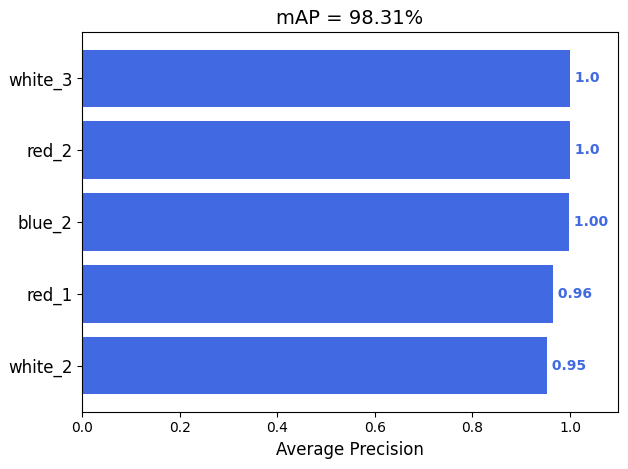 mAP = 98.31%
white_3 1.0
red_2 1.0
blue_2 1.00
red_1 0.96
white_2 0.95
0.0 0.2 0.4 0.6 0.8 1.0
Average Precision